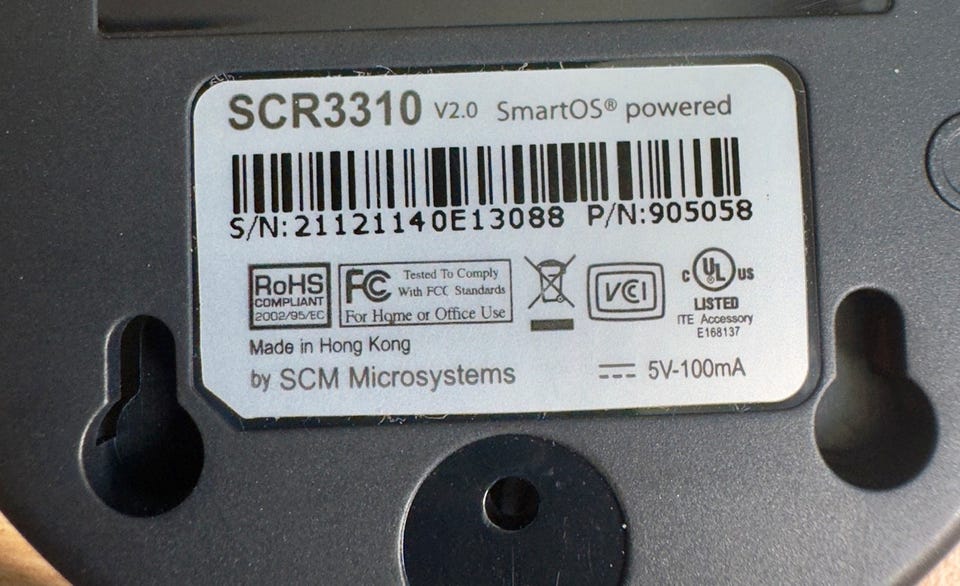 SCR3310 V2.0 SmartOS® powered
S/N:21121140E13088 P/N:905058
RoHS
COMPLIANT
2002/95/EC
FC
Tested To Comply
With FCC Standards
For Home or Office Use
VCI
c UL us
LISTED
ITE Accessory
E168137
Made in Hong Kong
by SCM Microsystems
5V-100mA